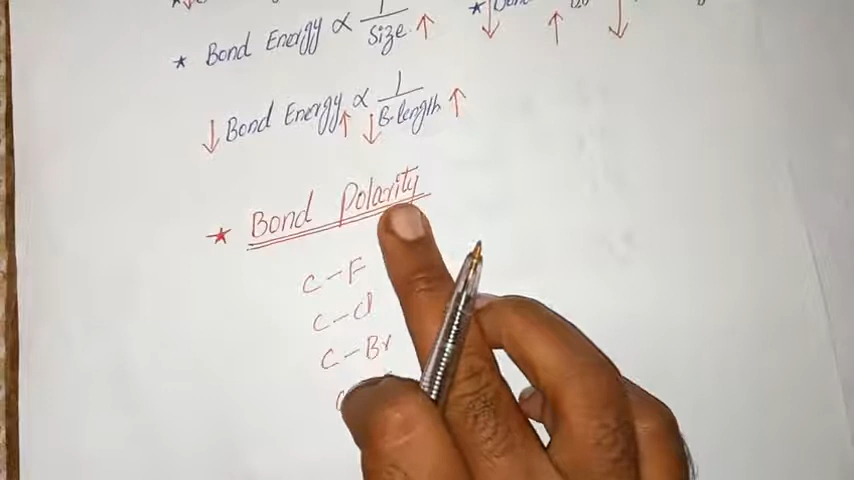 ★ Bond Energy ∝ 1/Size ↑
↓ Bond Energy ↑ ∝ ↓ 1/B-length ↑
★ Bond Polarity
C-F
C-Cl
C-Br